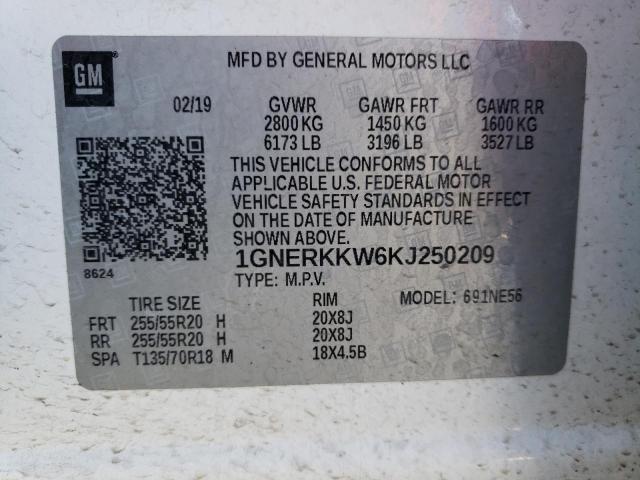 GM
MFD BY GENERAL MOTORS LLC
02/19 GVWR GAWR FRT GAWR RR
2800 KG 1450 KG 1600 KG
6173 LB 3196 LB 3527 LB
THIS VEHICLE CONFORMS TO ALL
APPLICABLE U.S. FEDERAL MOTOR
VEHICLE SAFETY STANDARDS IN EFFECT
ON THE DATE OF MANUFACTURE
SHOWN ABOVE.
1GNERKKW6KJ250209
8624
TYPE: M.P.V.
TIRE SIZE RIM MODEL: 691NE56
FRT 255/55R20 H 20X8J
RR 255/55R20 H 20X8J
SPA T135/70R18 M 18X4.5B